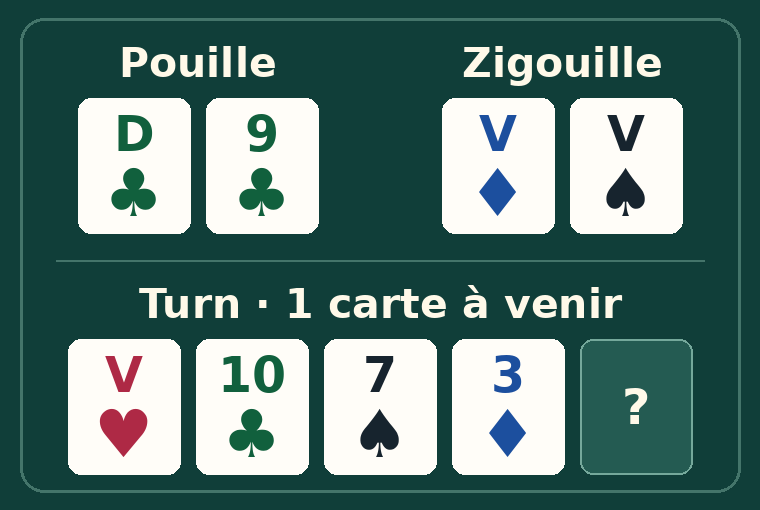 Pouille Zigouille
D♣ 9♣ V♦ V♠
Turn · 1 carte à venir
V♥ 10♣ 7♠ 3♦ ?